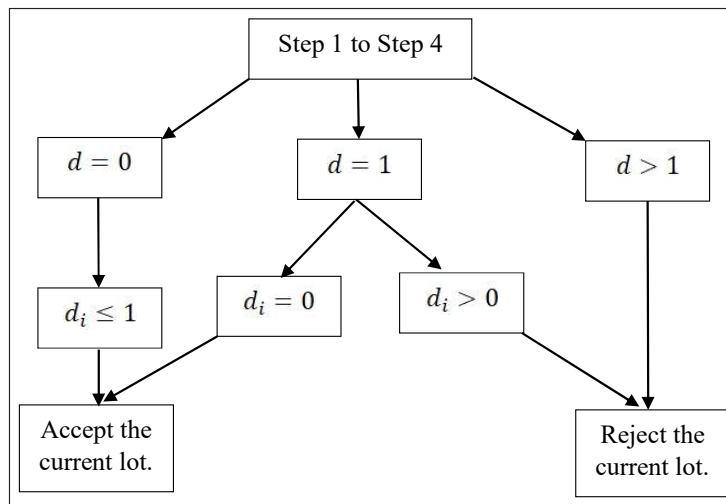 Step 1 to Step 4
d = 0
d = 1
d > 1
d_i ≤ 1
d_i = 0
d_i > 0
Accept the
current lot.
Reject the
current lot.